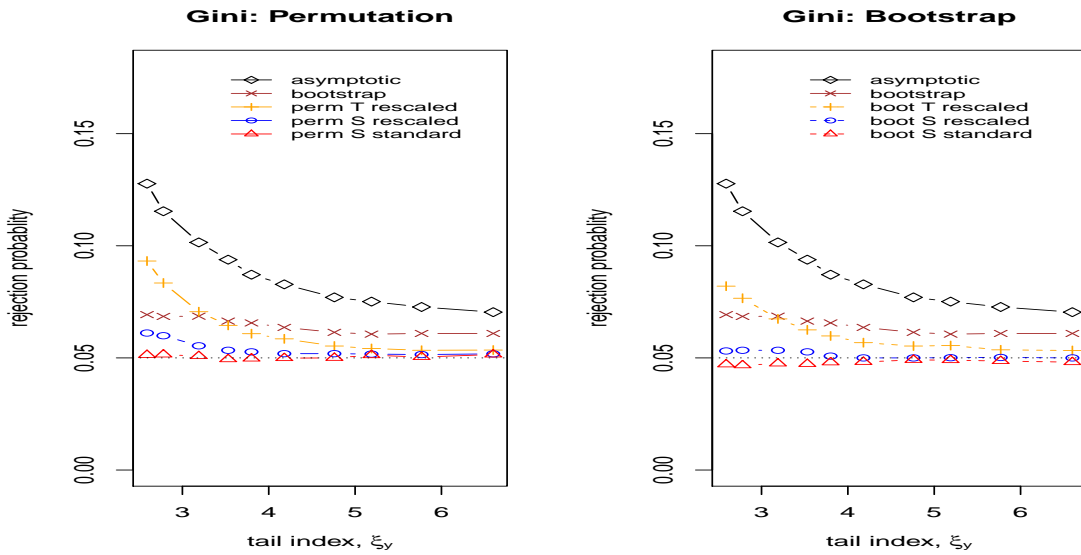 Gini: Permutation
asymptotic
bootstrap
perm T rescaled
perm S rescaled
perm S standard
rejection probablity
0.00
0.05
0.10
0.15
3
4
5
6
tail index, ξy
Gini: Bootstrap
asymptotic
bootstrap
boot T rescaled
boot S rescaled
boot S standard
rejection probablity
0.00
0.05
0.10
0.15
3
4
5
6
tail index, ξy